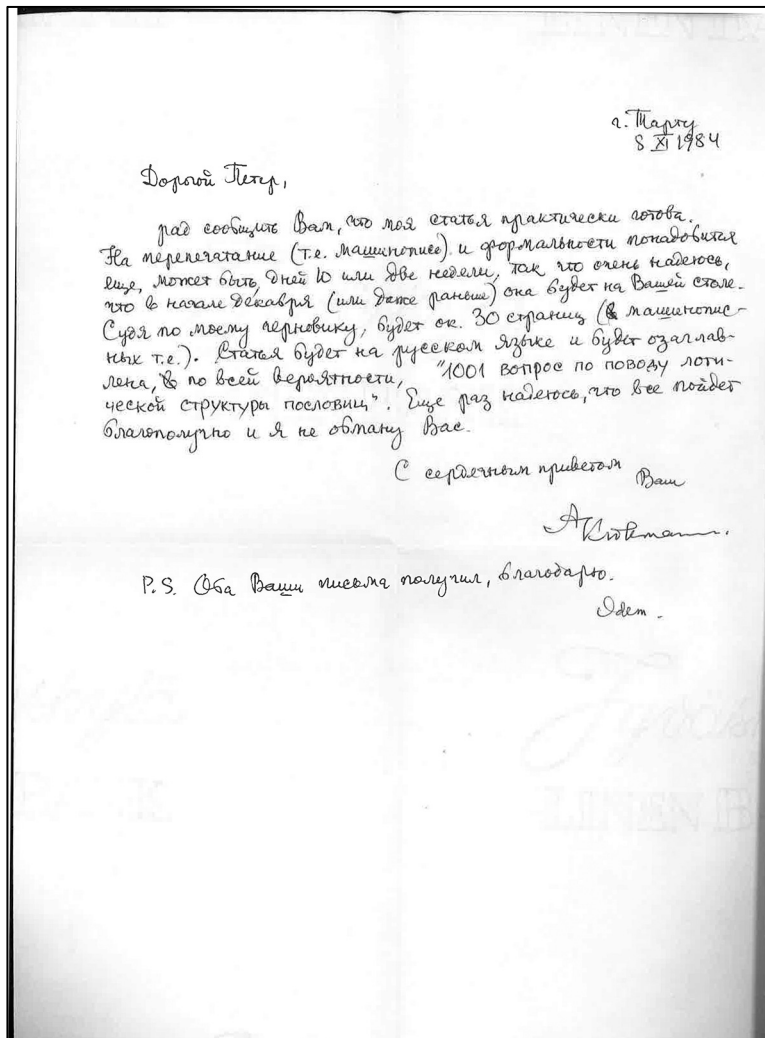 г. Тарту
8 XI 1984
Дорогой Петер,
рад сообщить Вам, что моя статья практически готова.
На перепечатание (т.е. машинопись) и формальности понадобится
еще, может быть, дней 10 или две недели, так что очень надеюсь,
что в начале декабря (или даже раньше) она будет на Вашей столе.
Судя по моему черновику, будет ок. 30 страниц (машинопис-
ных т.е.). Статья будет на русском языке и будет озаглав-
лена, по всей вероятности, "1001 вопрос по поводу логи-
ческой структуры пословиц". Еще раз надеюсь, что все пойдет
благополучно и я не обману Вас.
С сердечным приветом
Ваш
P.S. Оба Ваши письма получил, благодарю.
Idem.